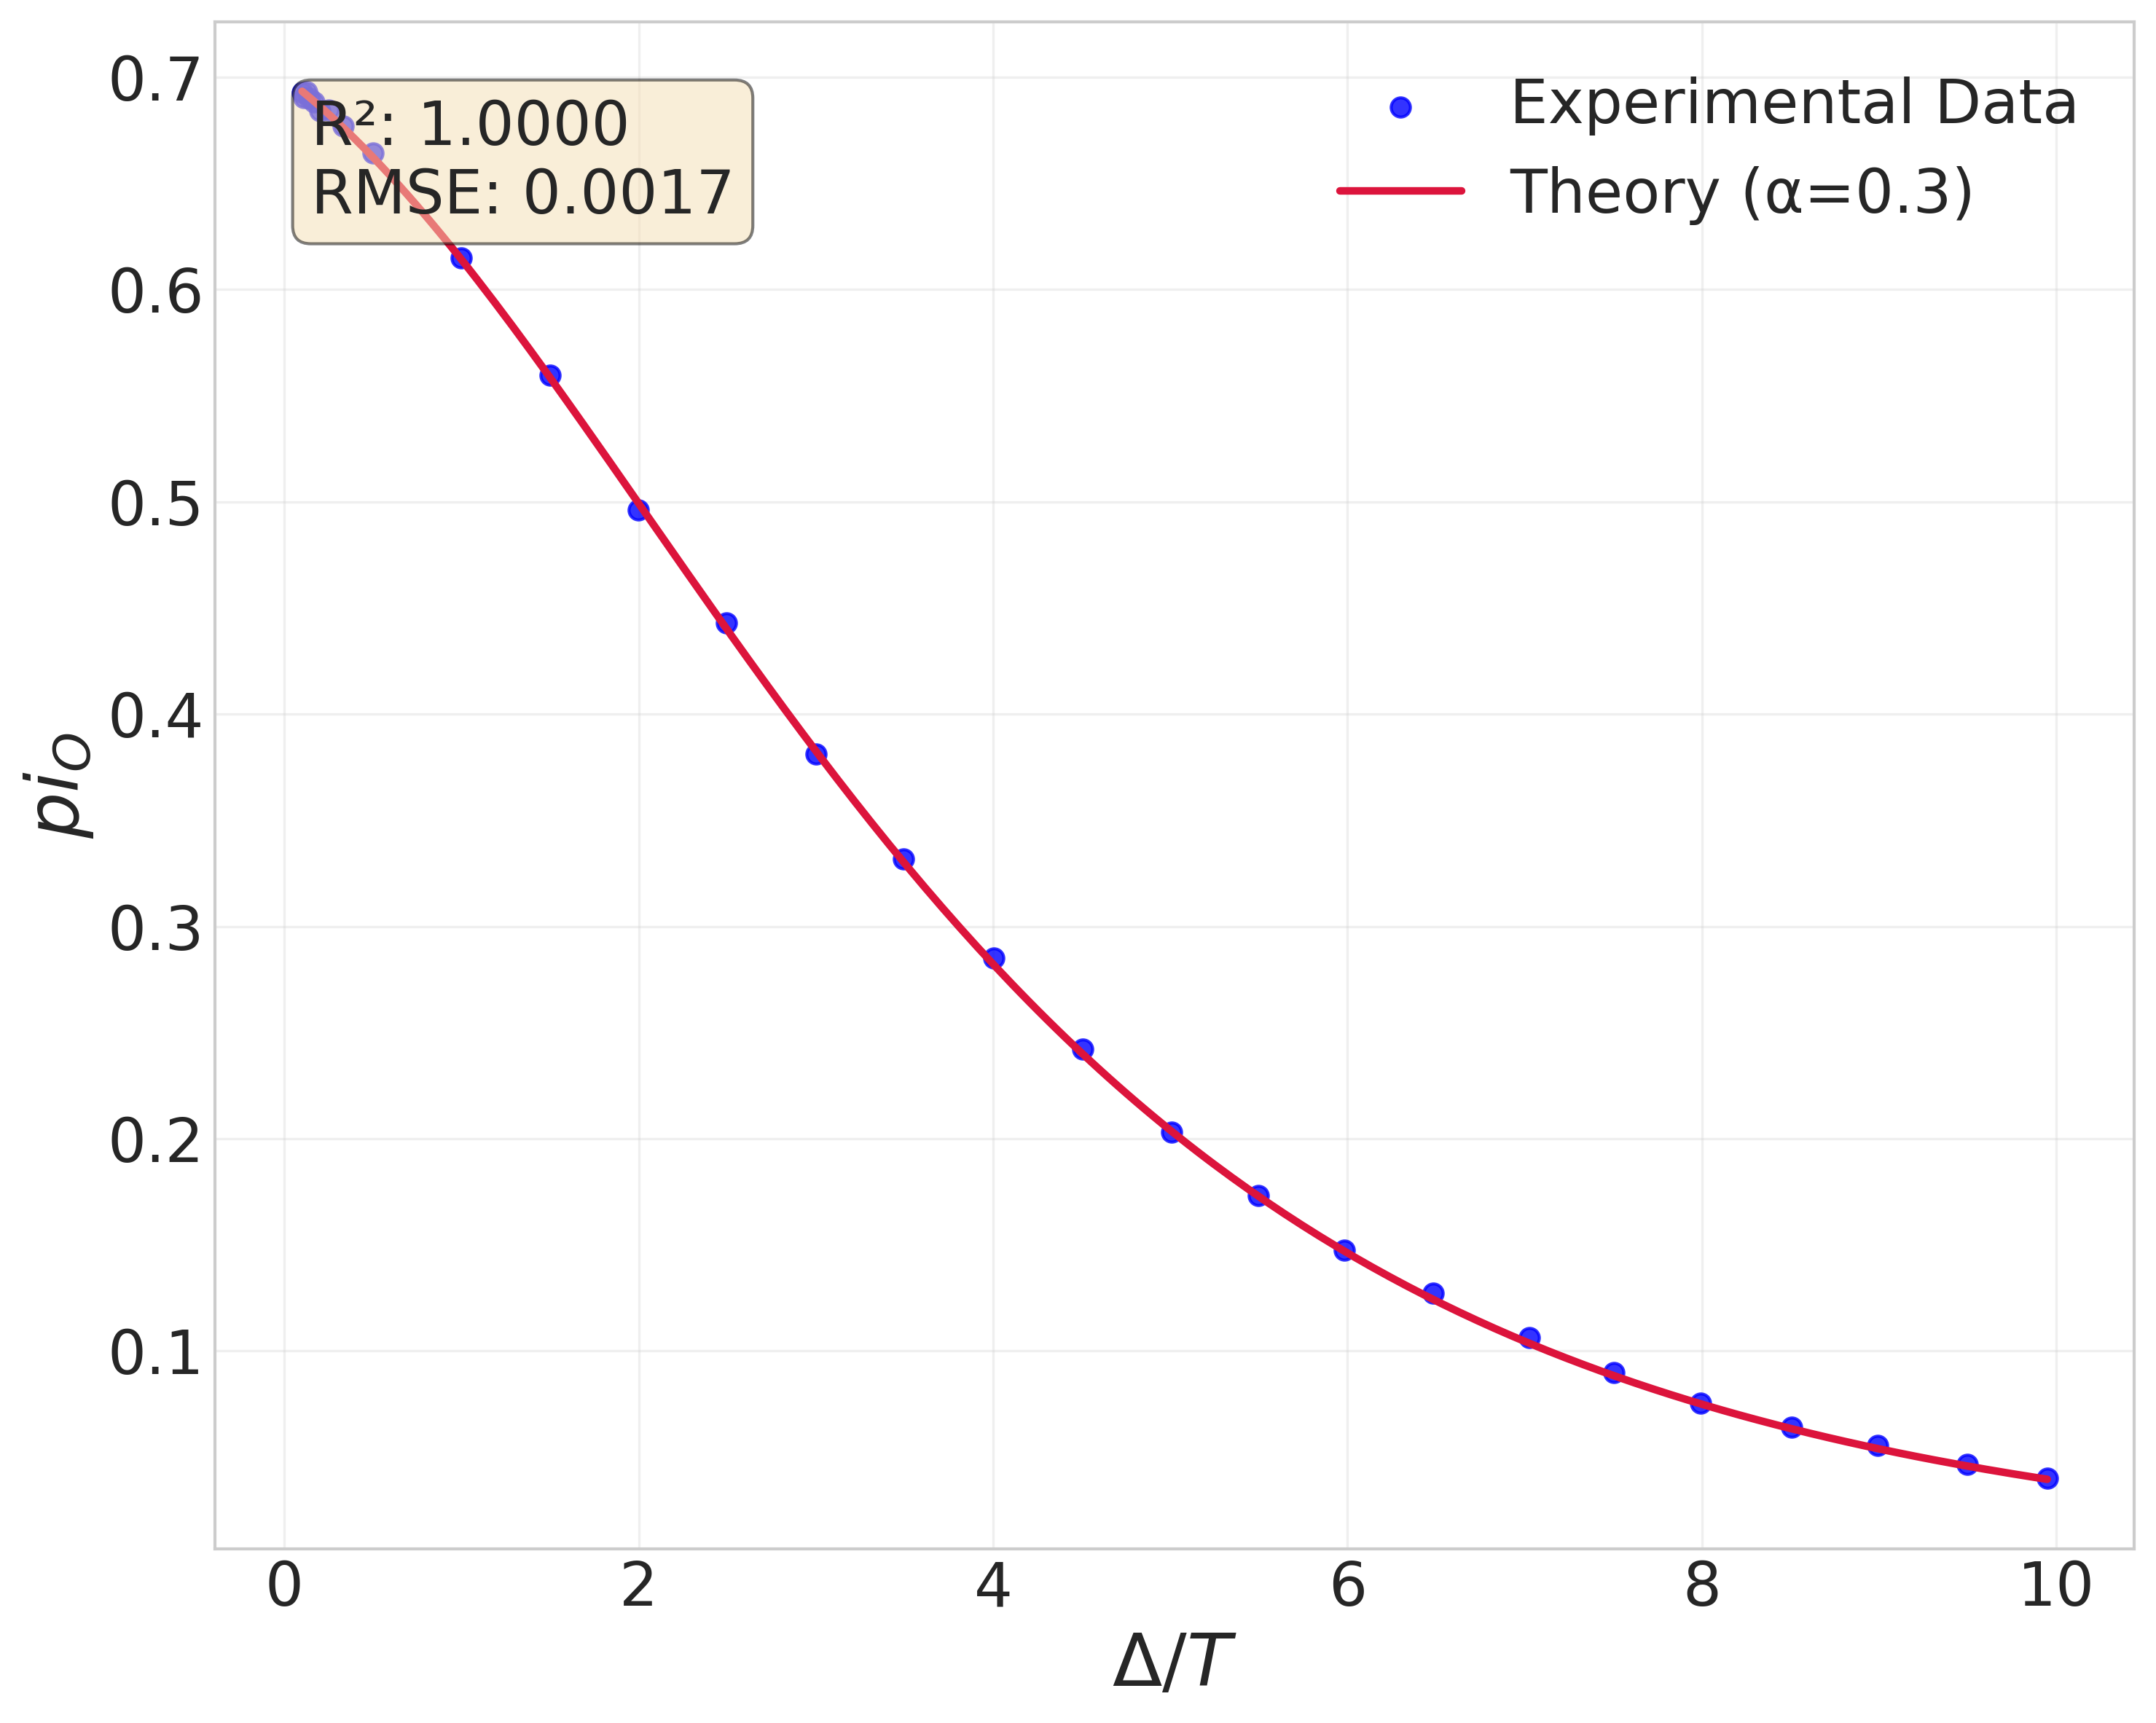 0.7
0.6
0.5
0.4
0.3
0.2
0.1
pi_O
R²: 1.0000
RMSE: 0.0017
Experimental Data
Theory (α=0.3)
0 2 4 6 8 10
Δ/T